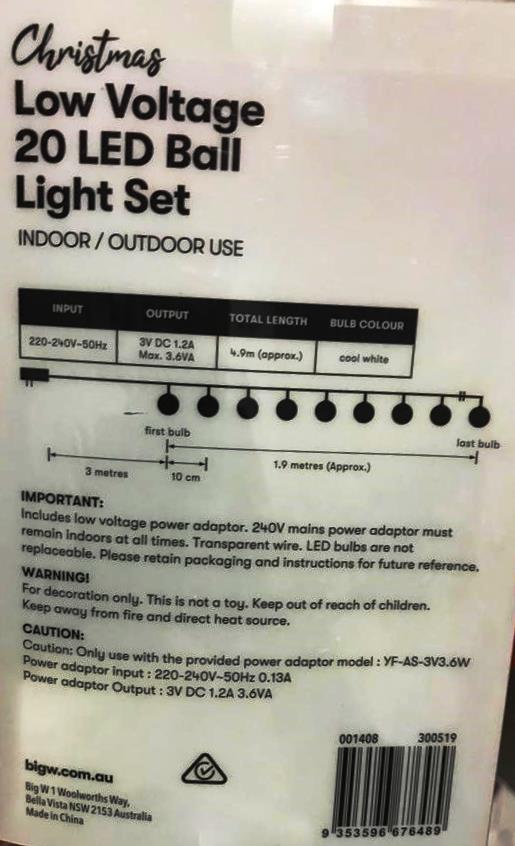 Christmas
Low Voltage
20 LED Ball
Light Set
INDOOR / OUTDOOR USE
INPUT OUTPUT TOTAL LENGTH BULB COLOUR
220-240V~50Hz 3V DC 1.2A Max. 3.6VA 4.9m (approx.) cool white
first bulb last bulb
3 metres 10 cm 1.9 metres (Approx.)
IMPORTANT:
Includes low voltage power adaptor. 240V mains power adaptor must
remain indoors at all times. Transparent wire. LED bulbs are not
replaceable. Please retain packaging and instructions for future reference.
WARNING!
For decoration only. This is not a toy. Keep out of reach of children.
Keep away from fire and direct heat source.
CAUTION:
Caution: Only use with the provided power adaptor model : YF-AS-3V3.6W
Power adaptor input : 220-240V~50Hz 0.13A
Power adaptor Output : 3V DC 1.2A 3.6VA
bigw.com.au
Big W 1 Woolworths Way,
Bella Vista NSW 2153 Australia
Made in China
001408 300519
9 353596 676489